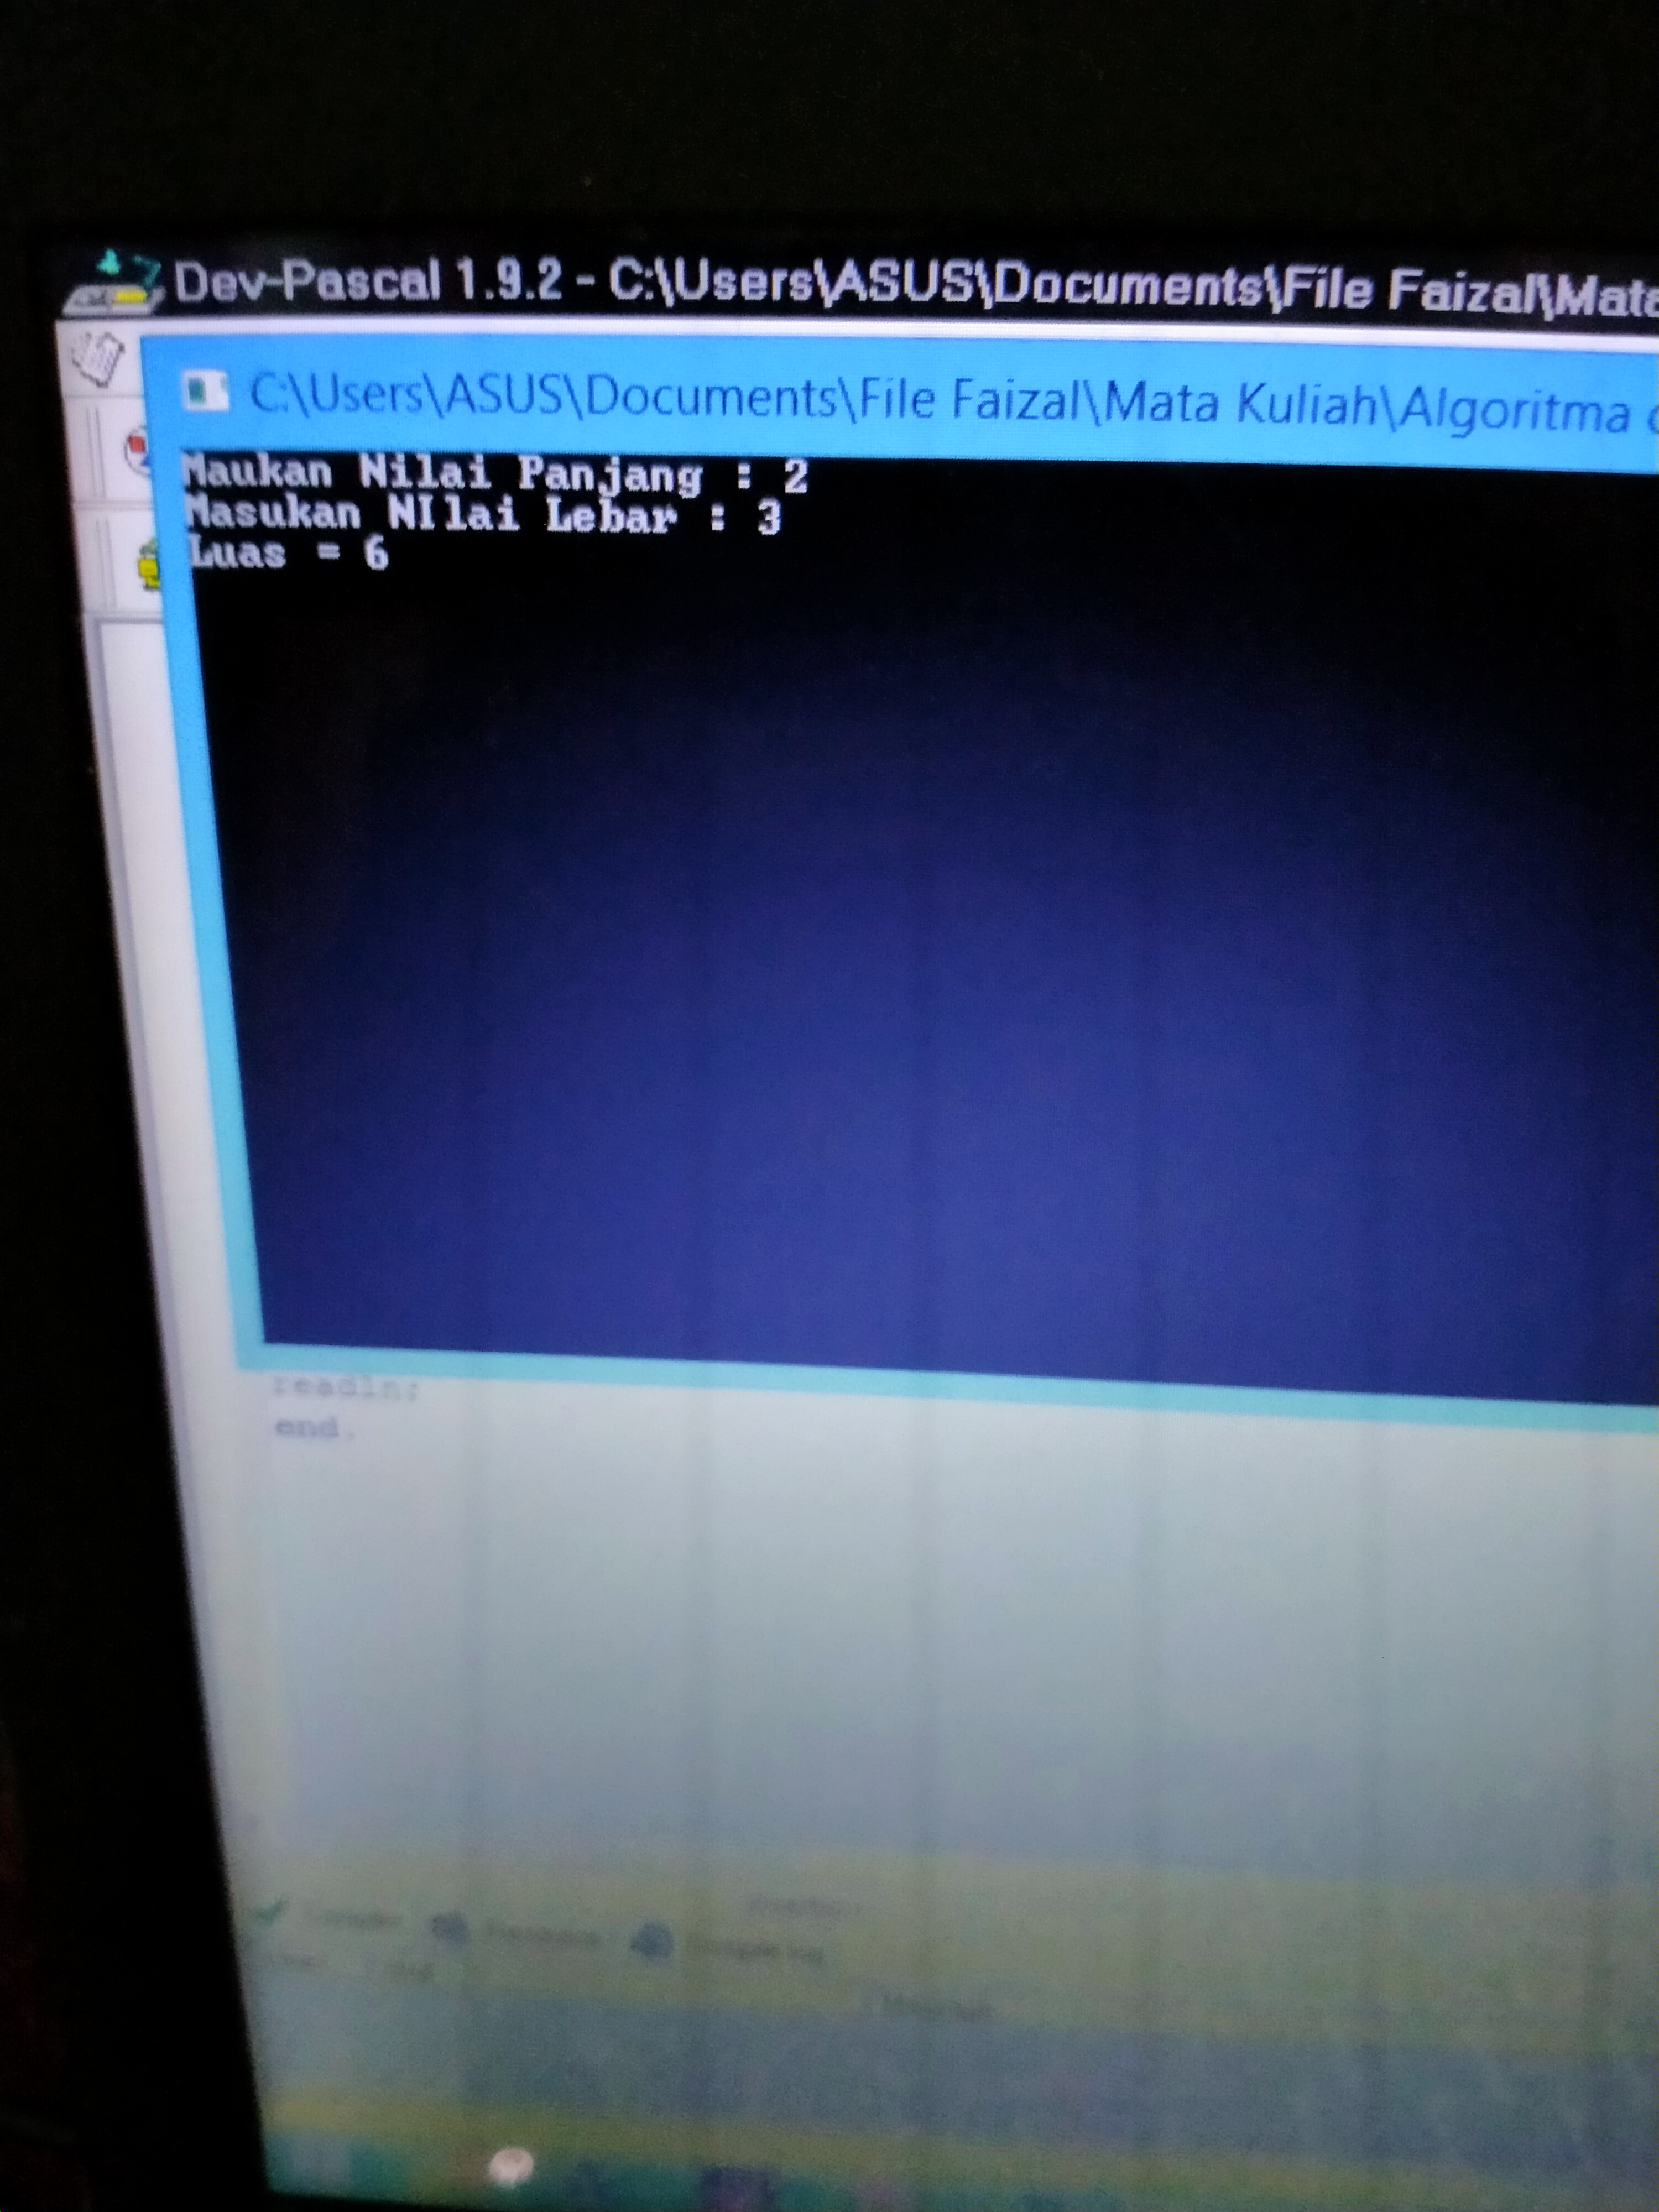 Dev-Pascal 1.9.2 - C:\Users\ASUS\Documents\File Faizal\Mata
C:\Users\ASUS\Documents\File Faizal\Mata Kuliah\Algoritma
Maukan Nilai Panjang : 2
Masukan NIlai Lebar : 3
Luas = 6
readln;
end.